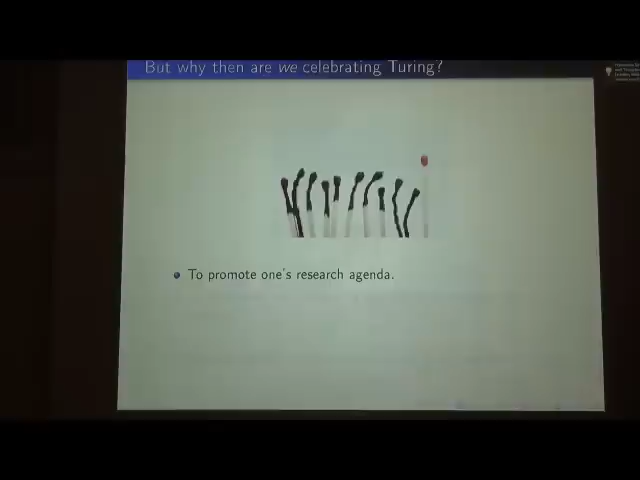 But why then are we celebrating Turing?
To promote one's research agenda.